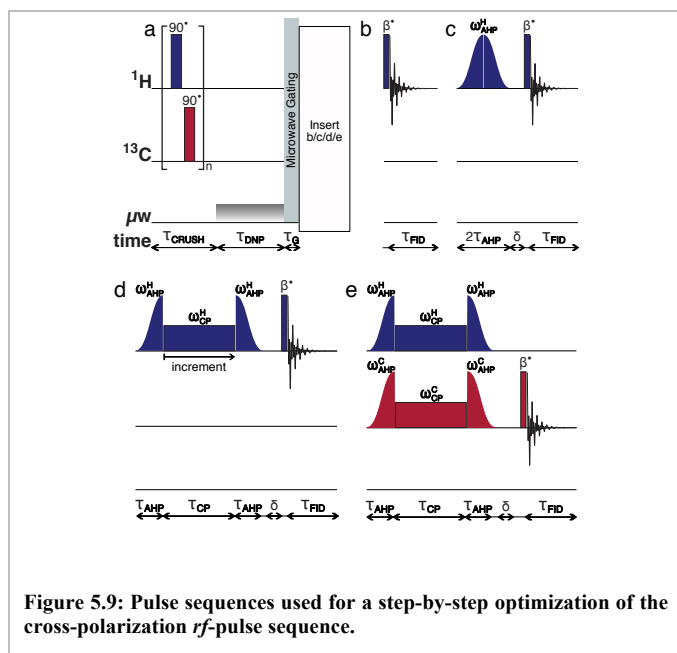 a
90°
90°
n
¹H
¹³C
µw
time
Microwave Gating
Insert
b/c/d/e
τCRUSH
τDNP
τG
b
β°
τFID
c
ωᴴAHP
β°
2τAHP
δ
τFID
d
ωᴴAHP
ωᴴCP
ωᴴAHP
β°
increment
τAHP
τCP
τAHP
δ
τFID
e
ωᴴAHP
ωᴴCP
ωᴴAHP
ωᶜAHP
ωᶜCP
ωᶜAHP
β°
τAHP
τCP
τAHP
δ
τFID
Figure 5.9: Pulse sequences used for a step-by-step optimization of the
cross-polarization rf-pulse sequence.